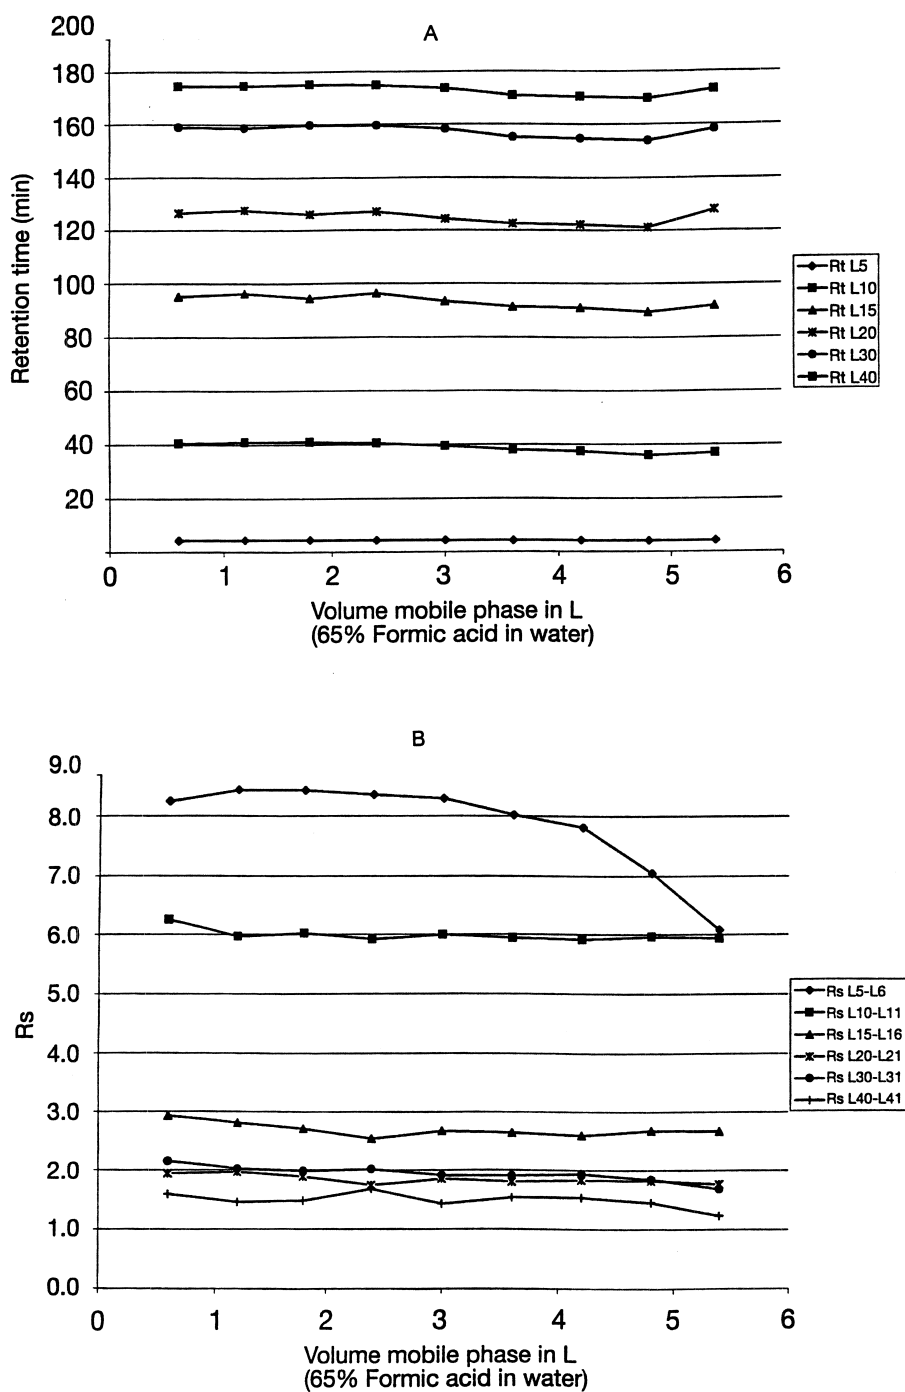 A
200
180
160
140
120
100
80
60
40
20
0 1 2 3 4 5 6
Retention time (min)
Volume mobile phase in L
(65% Formic acid in water)
Rt L5
Rt L10
Rt L15
Rt L20
Rt L30
Rt L40
B
9.0
8.0
7.0
6.0
5.0
4.0
3.0
2.0
1.0
0.0
0 1 2 3 4 5 6
Rs
Volume mobile phase in L
(65% Formic acid in water)
Rs L5-L6
Rs L10-L11
Rs L15-L16
Rs L20-L21
Rs L30-L31
Rs L40-L41